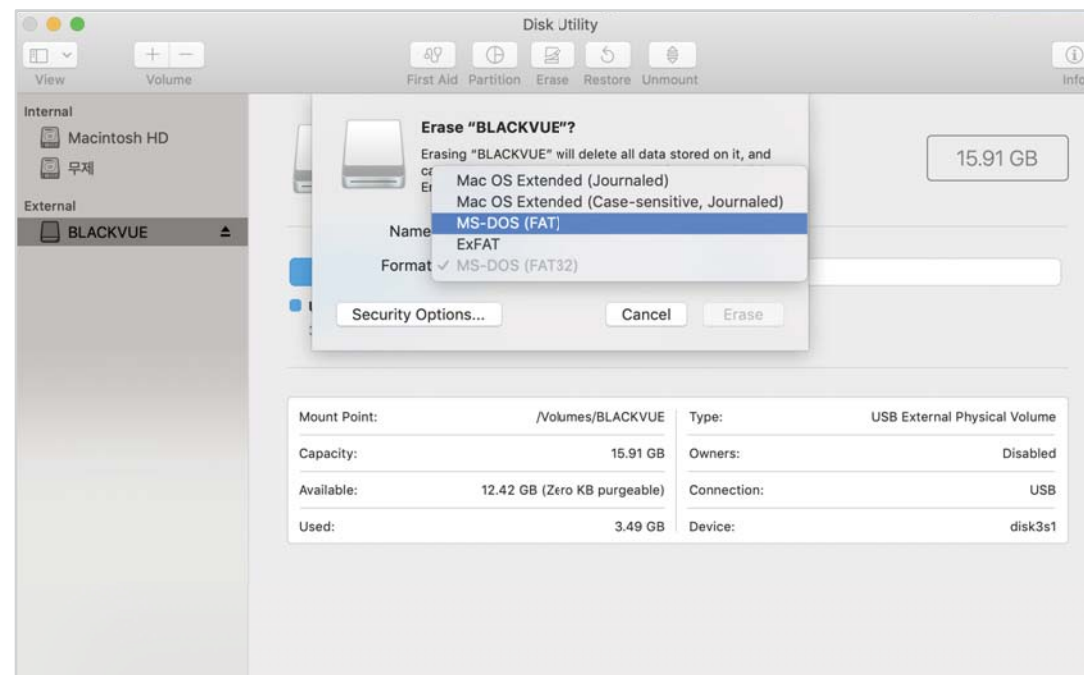 Disk Utility
View
Volume
First Aid
Partition
Erase
Restore
Unmount
Info
Internal
Macintosh HD
무제
External
BLACKVUE
Erase "BLACKVUE"?
Erasing "BLACKVUE" will delete all data stored on it, and
Mac OS Extended (Journaled)
Mac OS Extended (Case-sensitive, Journaled)
MS-DOS (FAT)
ExFAT
MS-DOS (FAT32)
Name
Format
Security Options...
Cancel
Erase
15.91 GB
Mount Point: /Volumes/BLACKVUE
Type: USB External Physical Volume
Capacity: 15.91 GB
Owners: Disabled
Available: 12.42 GB (Zero KB purgeable)
Connection: USB
Used: 3.49 GB
Device: disk3s1